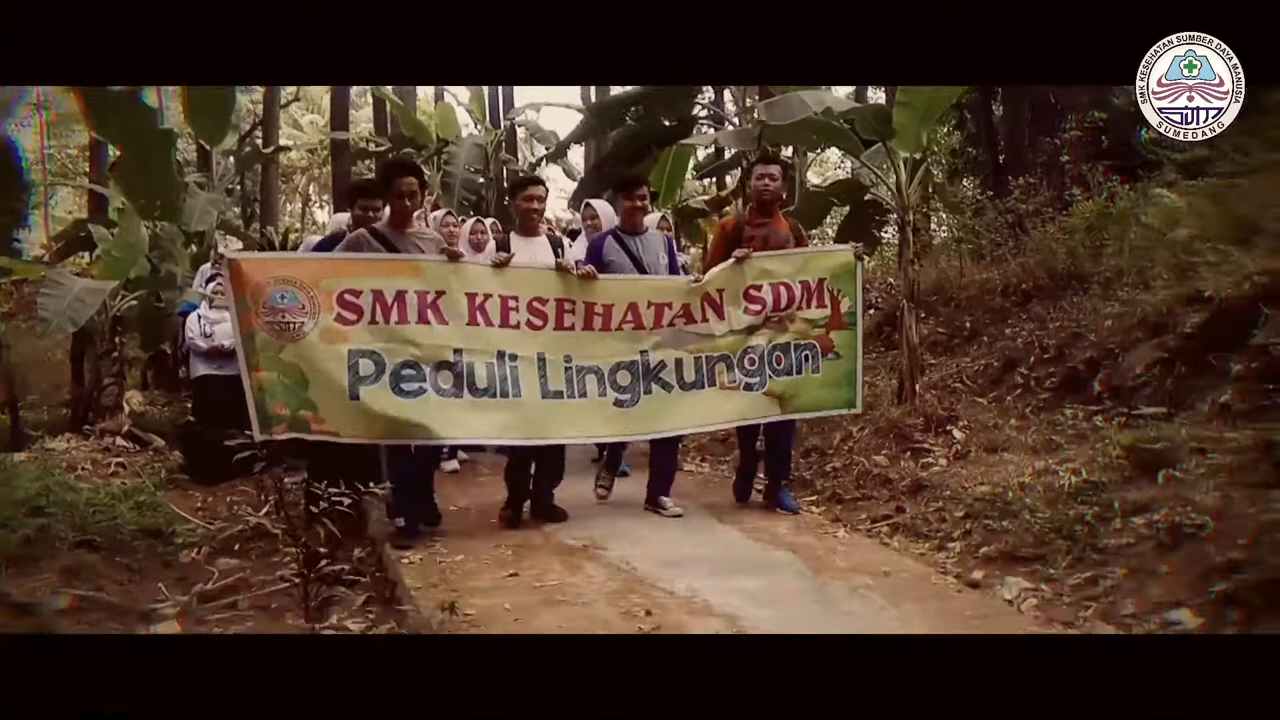 SMK KESEHATAN SUMBER DAYA MANUSIA
SUMEDANG
SMK KESEHATAN SDM
Peduli Lingkungan